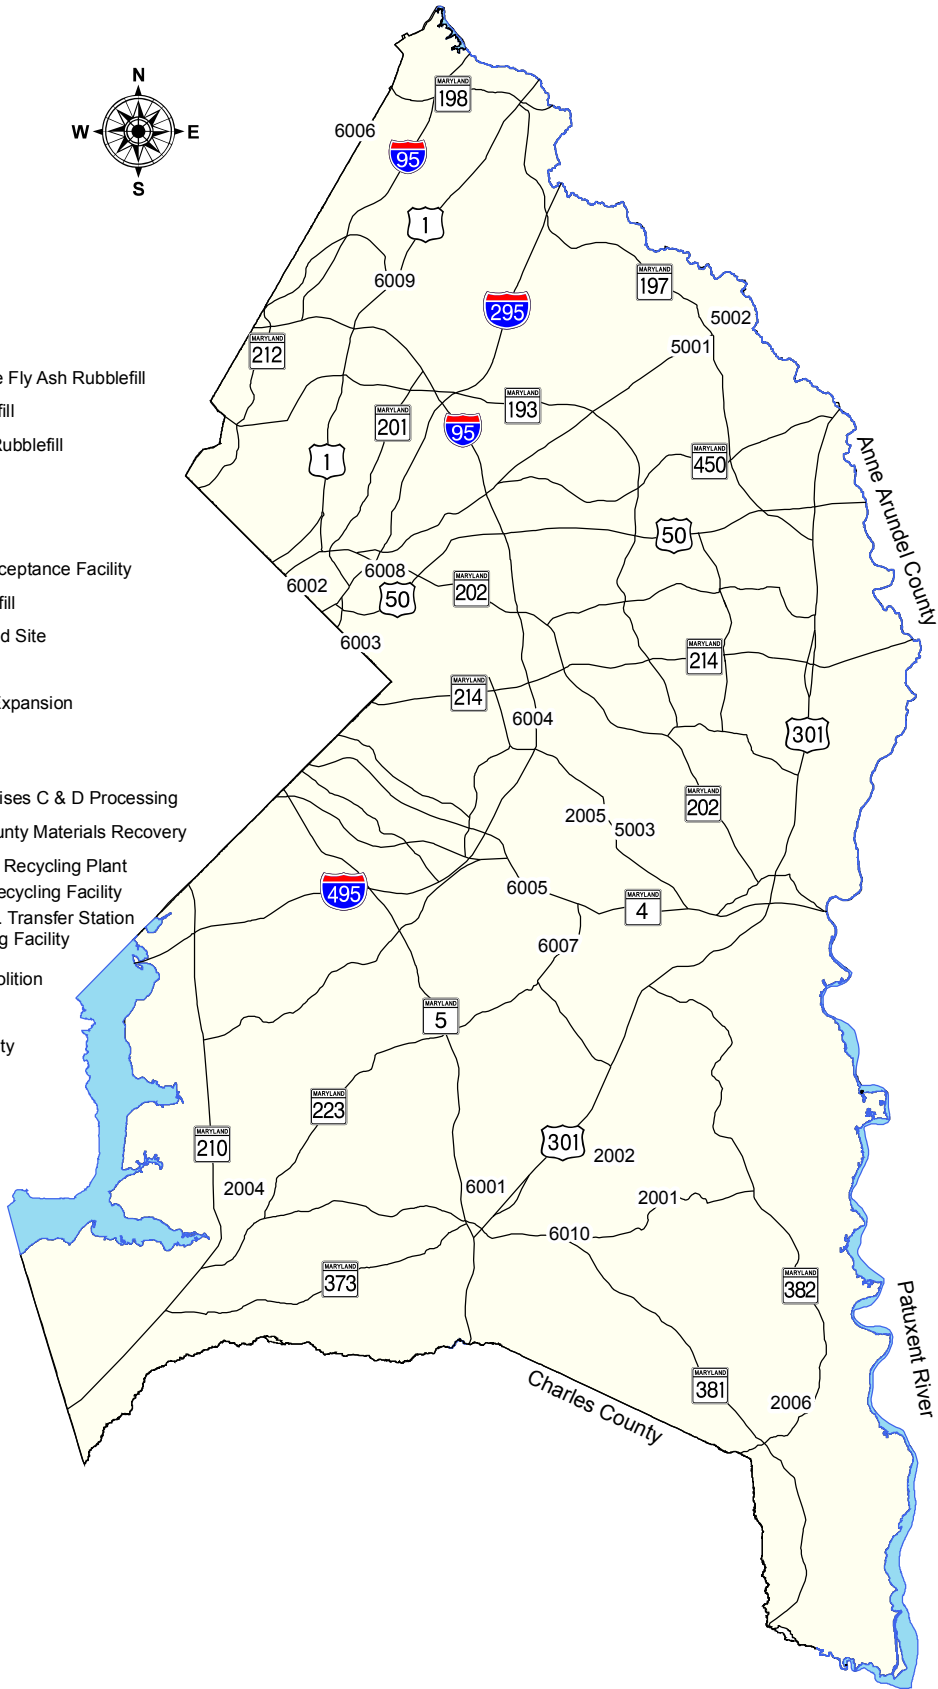 N
W E
S
MARYLAND
198
6006
95
1
6009
MARYLAND
197
295
5002
5001
MARYLAND
212
e Fly Ash Rubblefill
fill
Rubblefill
MARYLAND
193
MARYLAND
201
95
1
MARYLAND
450
Anne Arundel County
50
ceptance Facility
fill
d Site
xpansion
6002
6008
50
MARYLAND
202
6003
MARYLAND
214
MARYLAND
214
6004
301
ises C & D Processing
unty Materials Recovery
Recycling Plant
ecycling Facility
. Transfer Station
g Facility
olition
ty
MARYLAND
202
2005
5003
495
6005
MARYLAND
4
6007
MARYLAND
5
MARYLAND
223
MARYLAND
210
301
2002
2004
6001
2001
6010
MARYLAND
373
MARYLAND
382
Patuxent River
MARYLAND
381
Charles County
2006